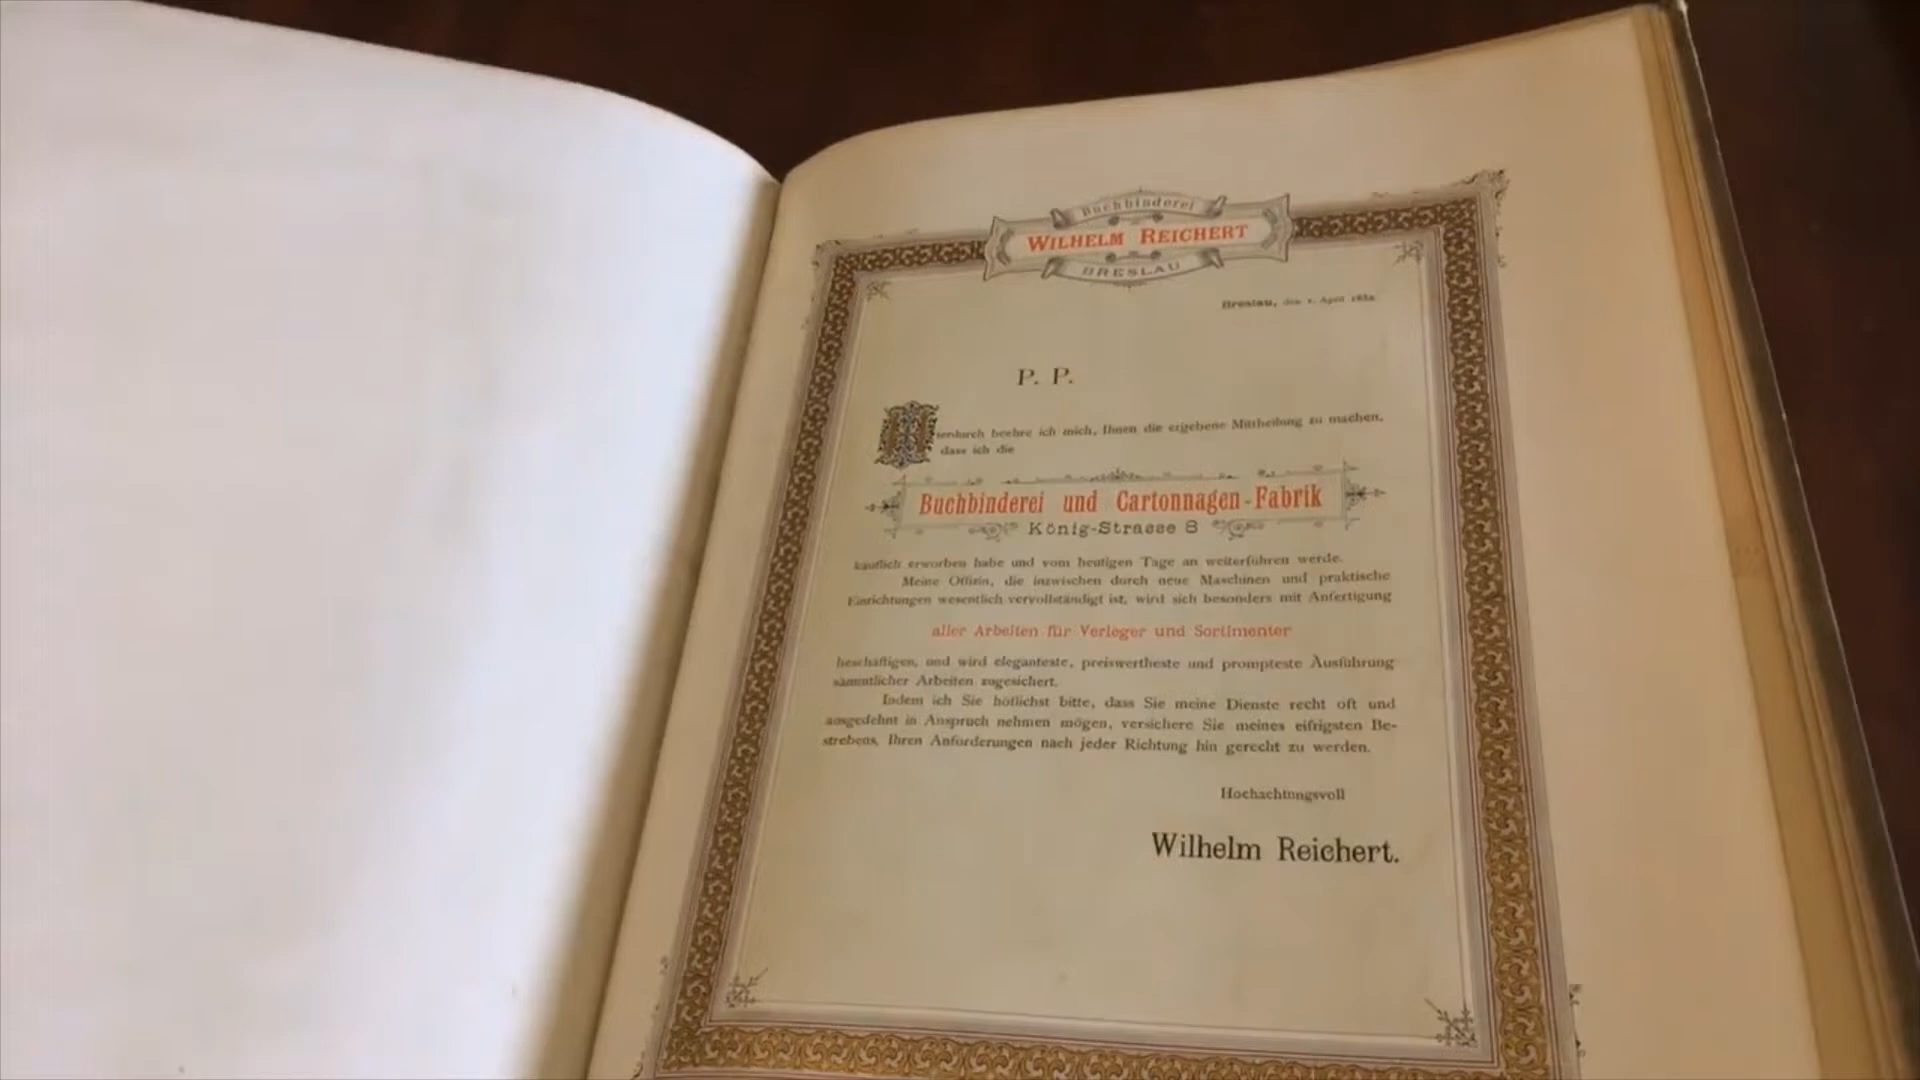 Buchbinderei
WILHELM REICHERT
BRESLAU
Breslau, den 1. April
P. P.
Hierdurch beehre ich mich, Ihnen die ergebene Mittheilung zu machen,
dass ich die
Buchbinderei und Cartonnagen-Fabrik
König-Strasse 8
käuflich erworben habe und vom heutigen Tage an weiterführen werde.
Meine Offizin, die inzwischen durch neue Maschinen und praktische
Einrichtungen wesentlich vervollständigt ist, wird sich besonders mit Anfertigung
aller Arbeiten für Verleger und Sortimenter
beschäftigen, und wird eleganteste, preiswertheste und prompteste Ausführung
sämmtlicher Arbeiten zugesichert.
Indem ich Sie höflichst bitte, dass Sie meine Dienste recht oft und
ausgedehnt in Anspruch nehmen mögen, versichere Sie meines eifrigsten Be-
strebens, Ihren Anforderungen nach jeder Richtung hin gerecht zu werden.
Hochachtungsvoll
Wilhelm Reichert.